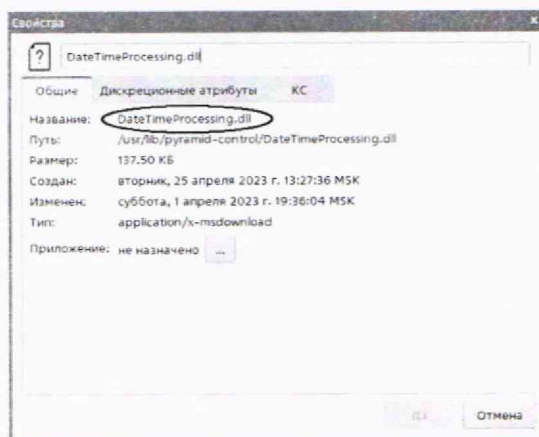 Свойства
x
?
DateTimeProcessing.dll
Общие Дискреционные атрибуты КС
Название: DateTimeProcessing.dll
Путь: /usr/lib/pyramid-control/DateTimeProcessing.dll
Размер: 137.50 КБ
Создан: вторник, 25 апреля 2023 г. 13:27:36 MSK
Изменен: суббота, 1 апреля 2023 г. 19:36:04 MSK
Тип: application/x-msdownload
Приложение: не назначено ...
Отмена